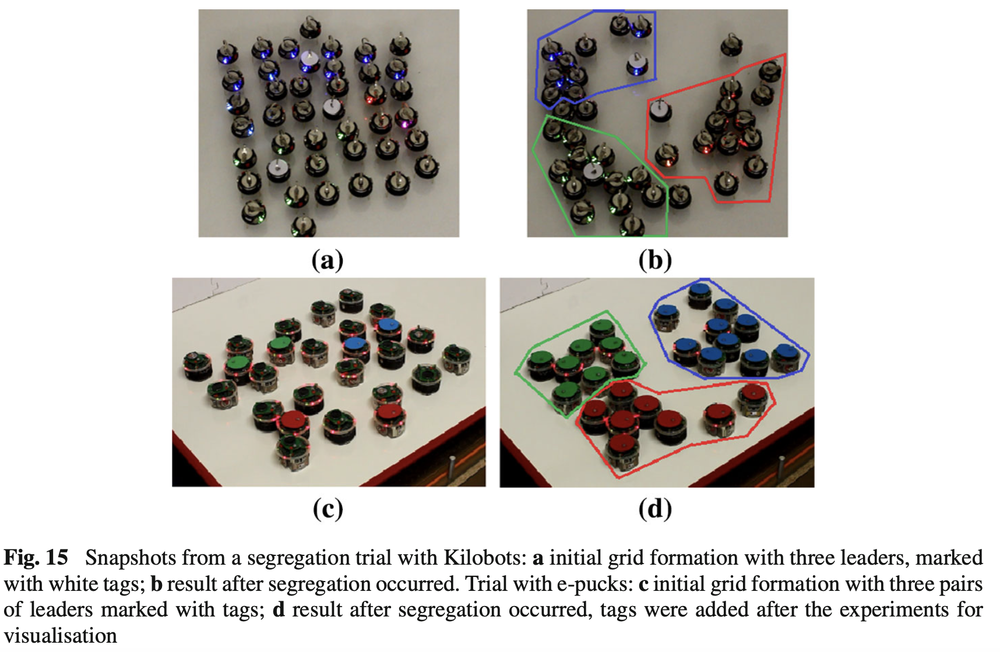 (a)
(b)
(c)
(d)
Fig. 15 Snapshots from a segregation trial with Kilobots: a initial grid formation with three leaders, marked
with white tags; b result after segregation occurred. Trial with e-pucks: c initial grid formation with three pairs
of leaders marked with tags; d result after segregation occurred, tags were added after the experiments for
visualisation